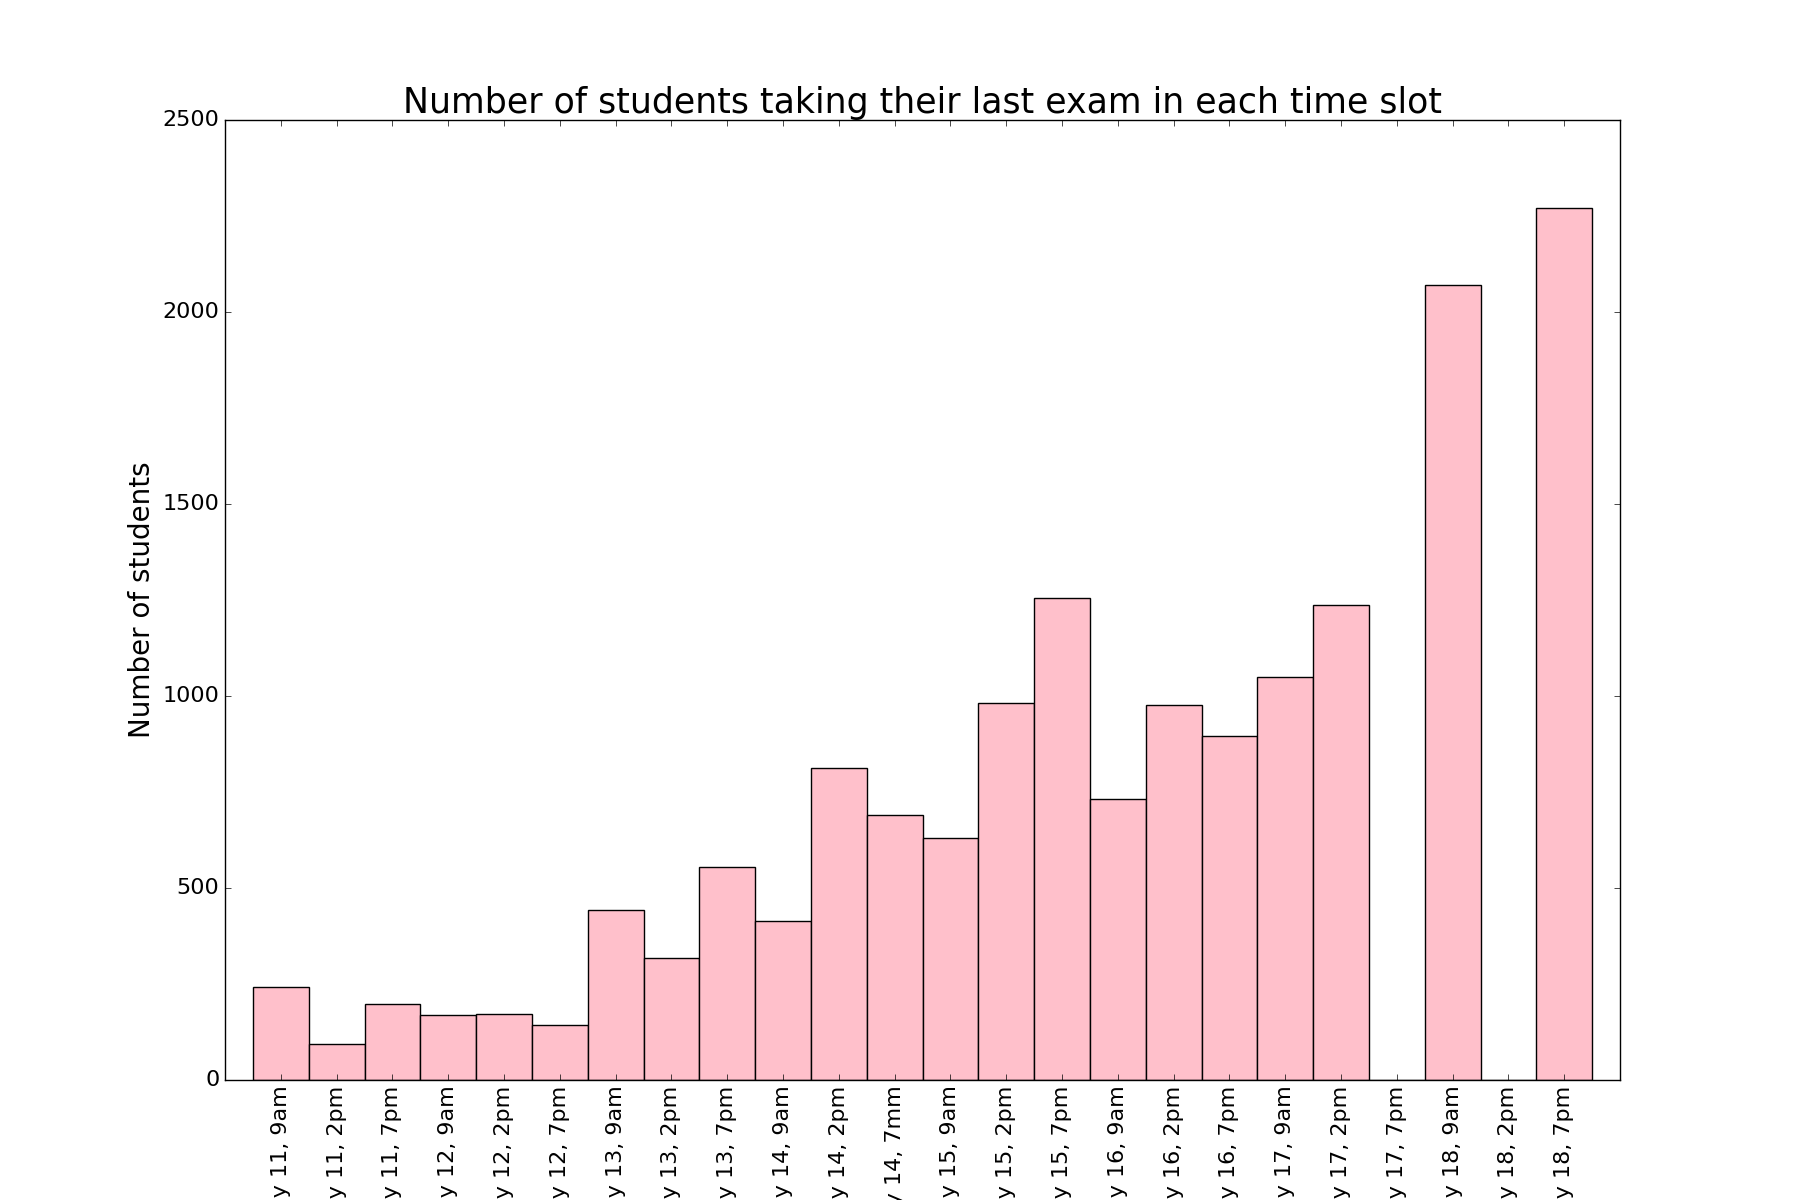 Number of students taking their last exam in each time slot
Number of students
2500
2000
1500
1000
500
0
y 11, 9am
y 11, 2pm
y 11, 7pm
y 12, 9am
y 12, 2pm
y 12, 7pm
y 13, 9am
y 13, 2pm
y 13, 7pm
y 14, 9am
y 14, 2pm
y 14, 7mm
y 15, 9am
y 15, 2pm
y 15, 7pm
y 16, 9am
y 16, 2pm
y 16, 7pm
y 17, 9am
y 17, 2pm
y 17, 7pm
y 18, 9am
y 18, 2pm
y 18, 7pm